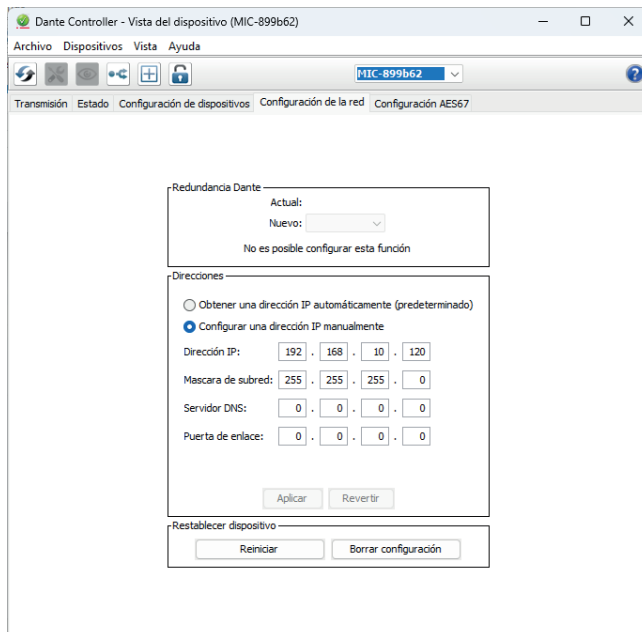 Dante Controller - Vista del dispositivo (MIC-899b62)
Archivo Dispositivos Vista Ayuda
MIC-899b62
Transmisión Estado Configuración de dispositivos Configuración de la red Configuración AES67
Redundancia Dante
Actual:
Nuevo:
No es posible configurar esta función
Direcciones
Obtener una dirección IP automáticamente (predeterminado)
Configurar una dirección IP manualmente
Dirección IP: 192 . 168 . 10 . 120
Mascara de subred: 255 . 255 . 255 . 0
Servidor DNS: 0 . 0 . 0 . 0
Puerta de enlace: 0 . 0 . 0 . 0
Aplicar Revertir
Restablecer dispositivo
Reiniciar Borrar configuración